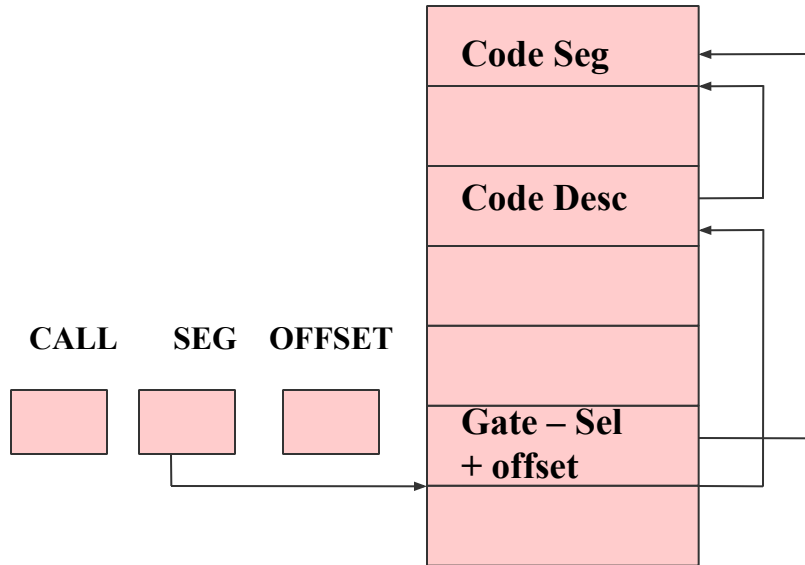 Code Seg
Code Desc
CALL SEG OFFSET
Gate – Sel
+ offset